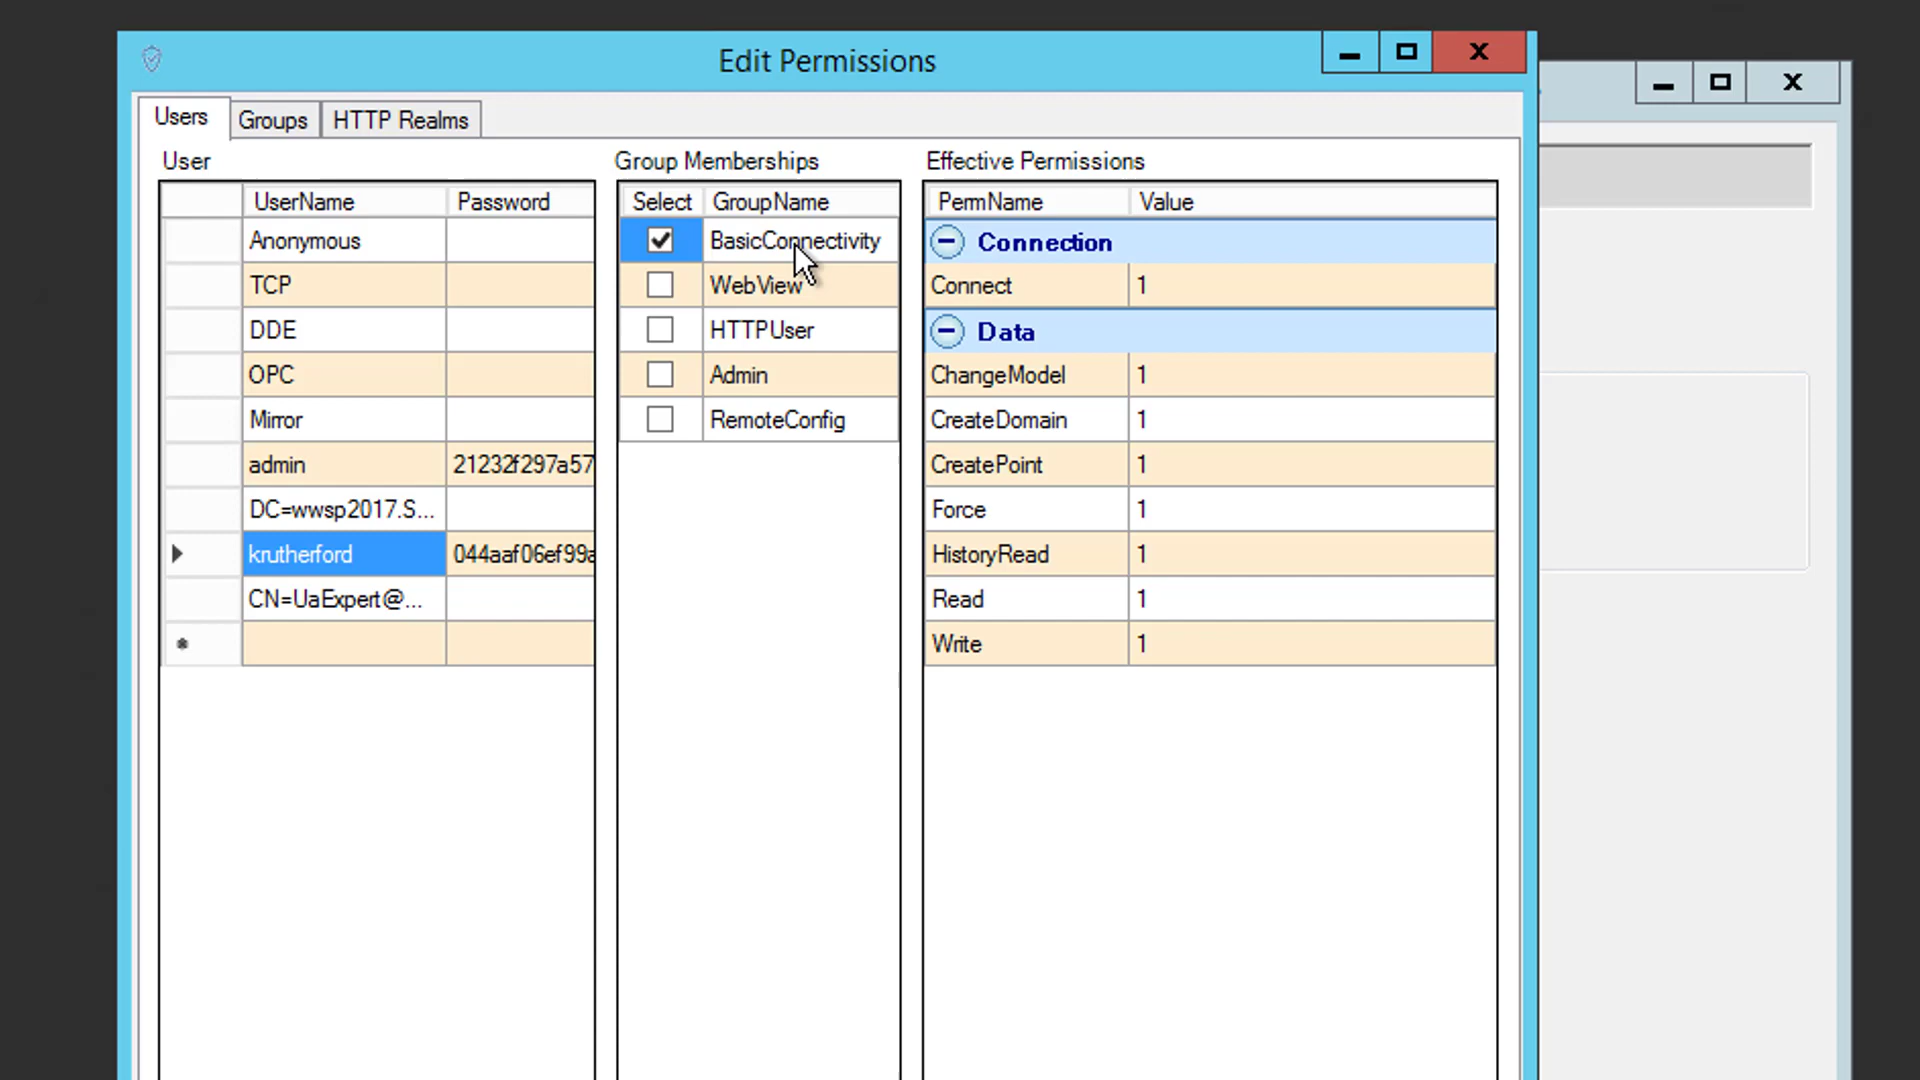 Edit Permissions
Users Groups HTTP Realms
User Group Memberships Effective Permissions
UserName Password Select GroupName PermName Value
Anonymous BasicConnectivity Connection
TCP WebView Connect 1
DDE HTTPUser Data
OPC Admin ChangeModel 1
Mirror RemoteConfig CreateDomain 1
admin 21232f297a57 CreatePoint 1
DC=wwsp2017.S... Force 1
krutherford 044aaf06ef99a HistoryRead 1
CN=UaExpert@... Read 1
Write 1